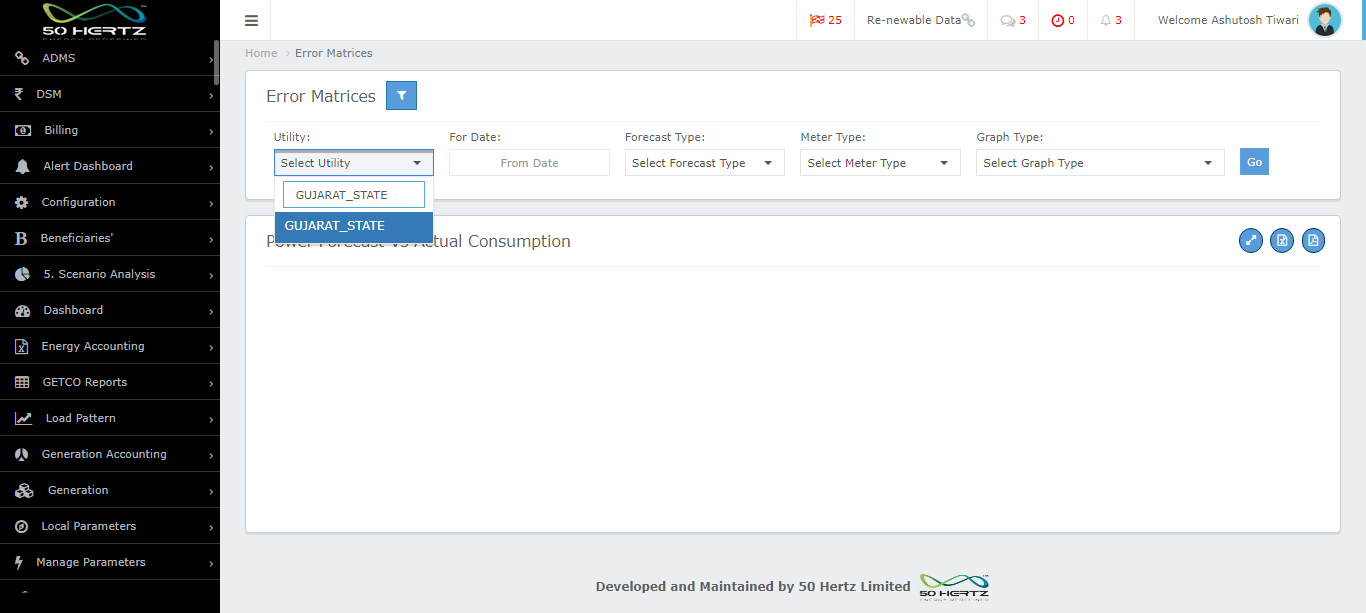 50 HERTZ
ENERGY REDEFINED
ADMS
DSM
Billing
Alert Dashboard
Configuration
Beneficiaries'
5. Scenario Analysis
Dashboard
Energy Accounting
GETCO Reports
Load Pattern
Generation Accounting
Generation
Local Parameters
Manage Parameters
25
Re-newable Data
3
0
3
Welcome Ashutosh Tiwari
Home > Error Matrices
Error Matrices
Utility:
For Date:
Forecast Type:
Meter Type:
Graph Type:
Select Utility
From Date
Select Forecast Type
Select Meter Type
Select Graph Type
Go
GUJARAT_STATE
GUJARAT_STATE
Power Forecast vs Actual Consumption
Developed and Maintained by 50 Hertz Limited
50 HERTZ
ENERGY REDEFINED